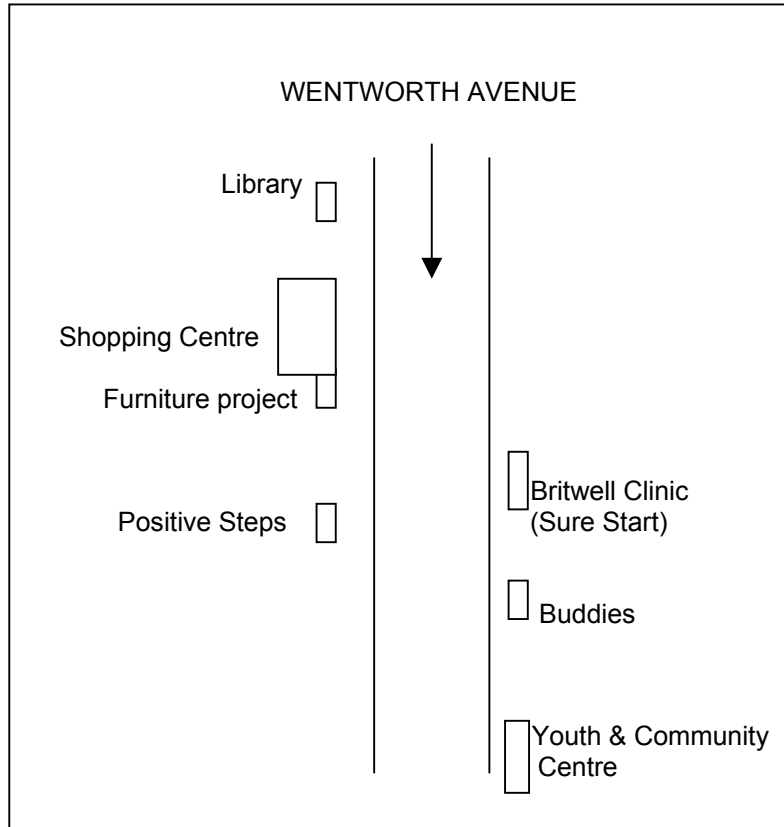 WENTWORTH AVENUE
Library
Shopping Centre
Furniture project
Britwell Clinic
(Sure Start)
Positive Steps
Buddies
Youth & Community
Centre